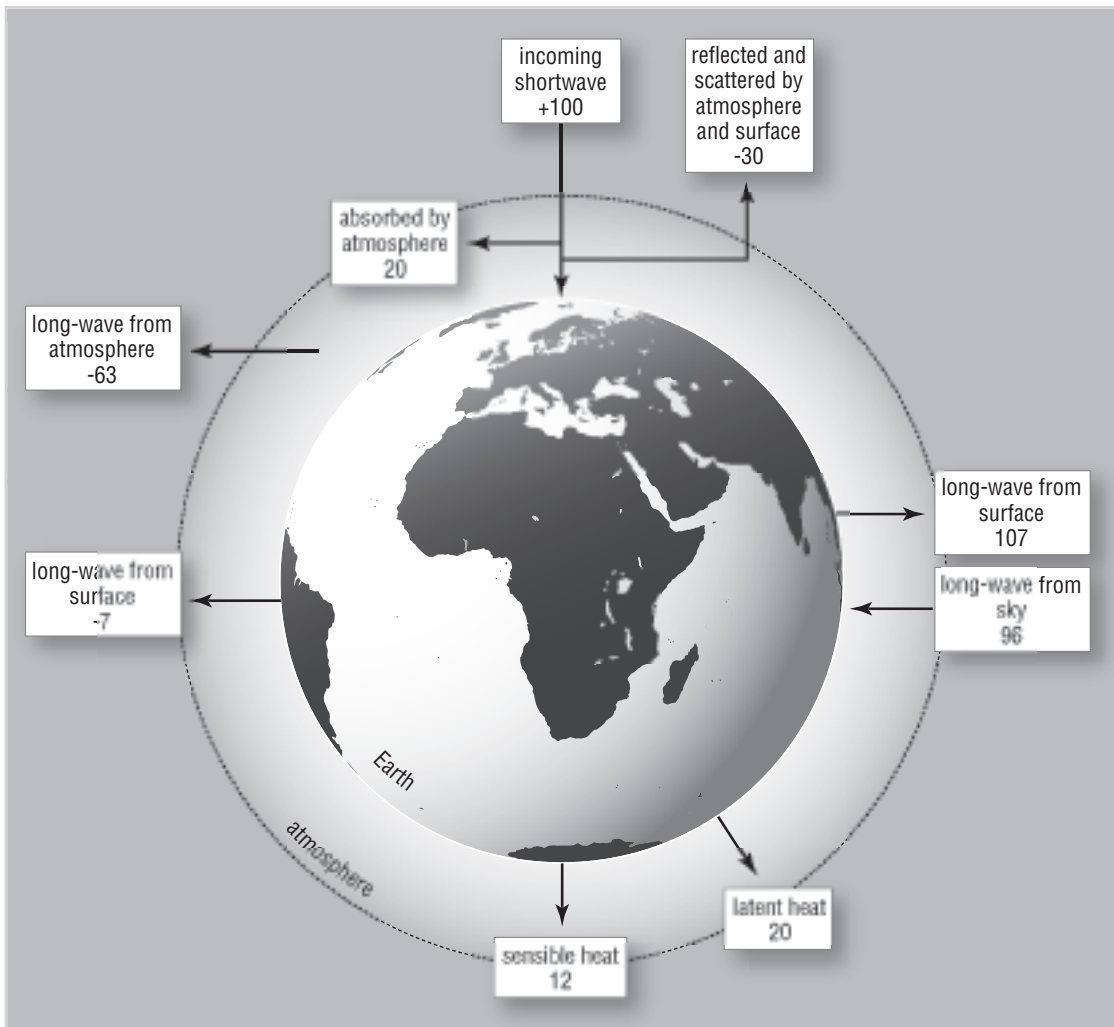 incoming
shortwave
+100
reflected and
scattered by
atmosphere
and surface
-30
absorbed by
atmosphere
20
long-wave from
atmosphere
-63
long-wave from
surface
107
long-wave from
surface
-7
long-wave from
sky
96
Earth
atmosphere
latent heat
20
sensible heat
12